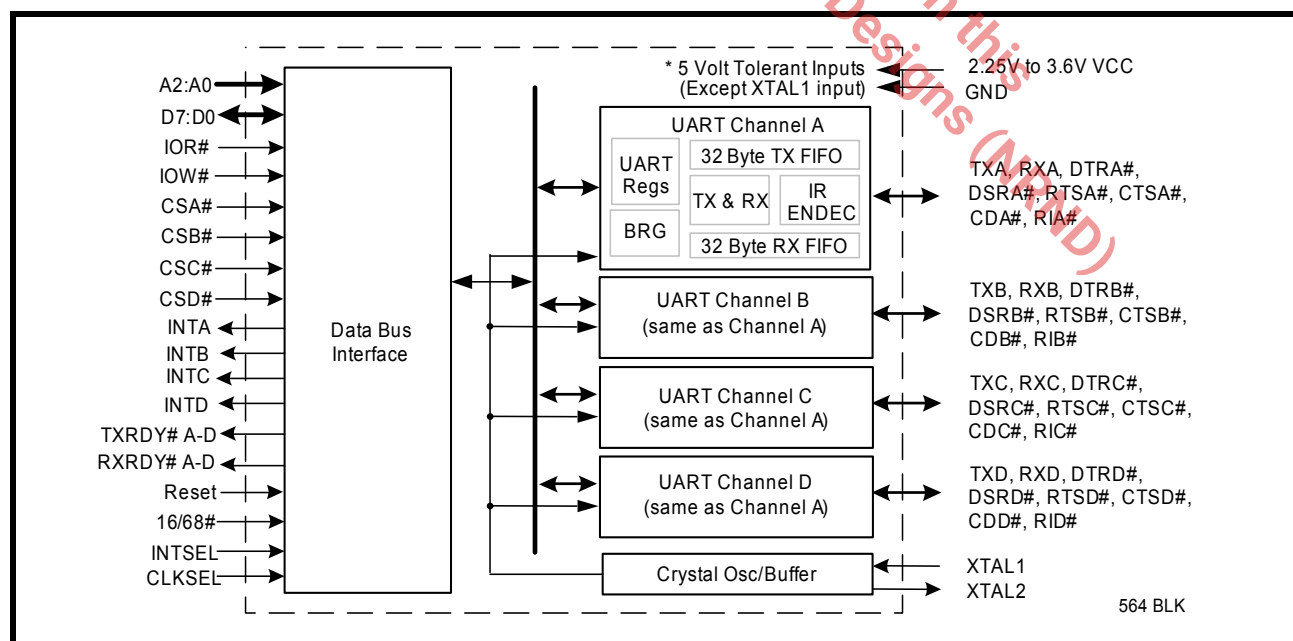 n this
Designs (NRND)
* 5 Volt Tolerant Inputs
(Except XTAL1 input)
2.25V to 3.6V VCC
GND
A2:A0
D7:D0
IOR#
IOW#
CSA#
CSB#
CSC#
CSD#
INTA
INTB
INTC
INTD
TXRDY# A-D
RXRDY# A-D
Reset
16/68#
INTSEL
CLKSEL
Data Bus
Interface
UART Channel A
UART
Regs
BRG
32 Byte TX FIFO
TX & RX
IR
ENDEC
32 Byte RX FIFO
TXA, RXA, DTRA#,
DSRA#, RTSA#, CTSA#,
CDA#, RIA#
UART Channel B
(same as Channel A)
TXB, RXB, DTRB#,
DSRB#, RTSB#, CTSB#,
CDB#, RIB#
UART Channel C
(same as Channel A)
TXC, RXC, DTRC#,
DSRC#, RTSC#, CTSC#,
CDC#, RIC#
UART Channel D
(same as Channel A)
TXD, RXD, DTRD#,
DSRD#, RTSD#, CTSD#,
CDD#, RID#
Crystal Osc/Buffer
XTAL1
XTAL2
564 BLK